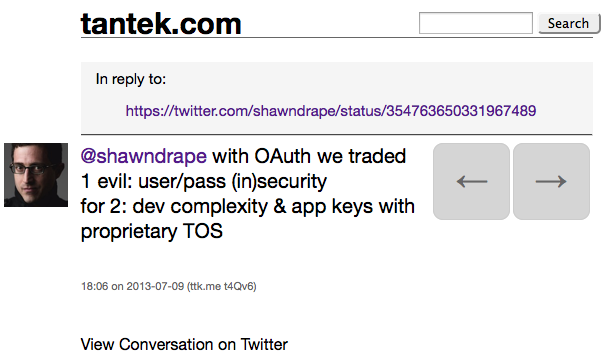 tantek.com
Search
In reply to:
https://twitter.com/shawndrape/status/354763650331967489
@shawndrape with OAuth we traded
1 evil: user/pass (in)security
for 2: dev complexity & app keys with
proprietary TOS
← →
18:06 on 2013-07-09 (ttk.me t4Qv6)
View Conversation on Twitter